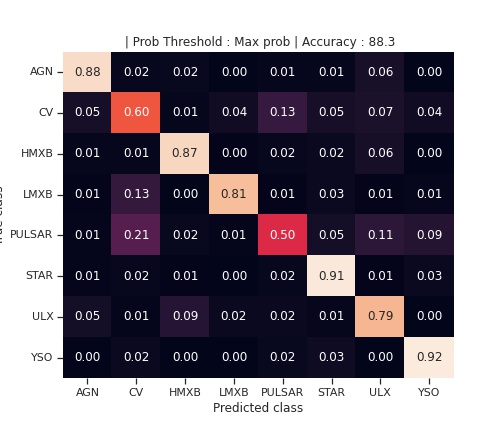 | Prob Threshold : Max prob | Accuracy : 88.3
AGN 0.88 0.02 0.02 0.00 0.01 0.01 0.06 0.00
CV 0.05 0.60 0.01 0.04 0.13 0.05 0.07 0.04
HMXB 0.01 0.01 0.87 0.00 0.02 0.02 0.06 0.00
LMXB 0.01 0.13 0.00 0.81 0.01 0.03 0.01 0.01
PULSAR 0.01 0.21 0.02 0.01 0.50 0.05 0.11 0.09
STAR 0.01 0.02 0.01 0.00 0.02 0.91 0.01 0.03
ULX 0.05 0.01 0.09 0.02 0.02 0.01 0.79 0.00
YSO 0.00 0.02 0.00 0.00 0.02 0.03 0.00 0.92
AGN CV HMXB LMXB PULSAR STAR ULX YSO
Predicted class